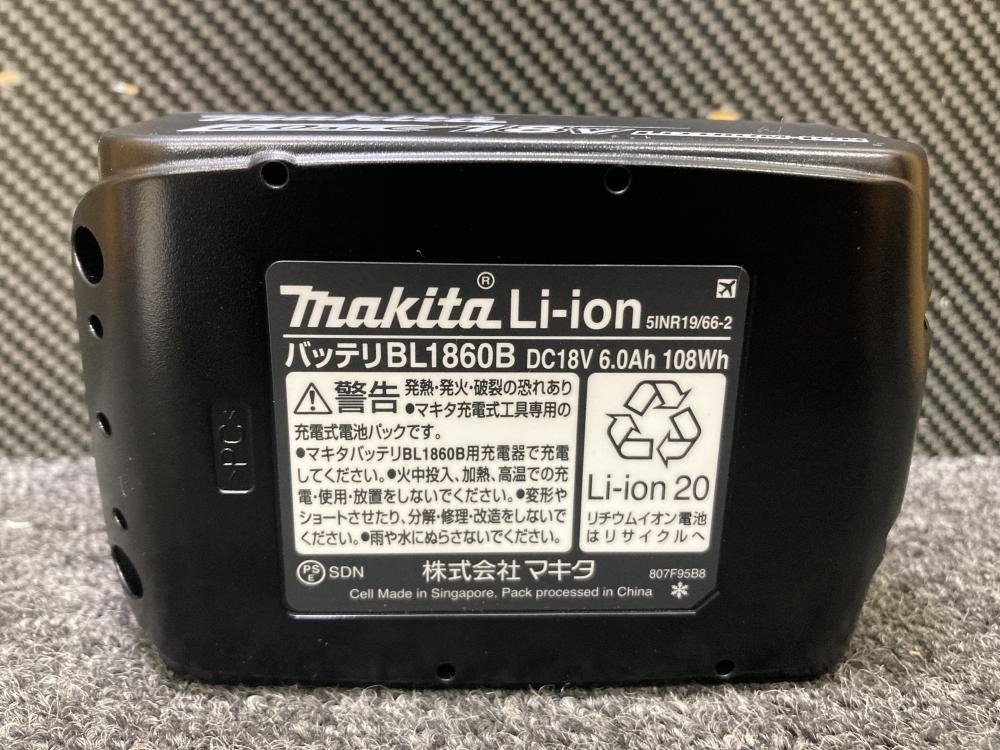 makita
18V
makita® Li-ion 5INR19/66-2
バッテリBL1860B DC18V 6.0Ah 108Wh
警告 発熱・発火・破裂の恐れあり
●マキタ充電式工具専用の
充電式電池パックです。
●マキタバッテリBL1860B用充電器で充電
してください。●火中投入、加熱、高温での充
電・使用・放置をしないでください。●変形や
ショートさせたり、分解・修理・改造をしないで
ください。●雨や水にぬらさないでください。
Li-ion 20
リチウムイオン電池
はリサイクルへ
PSE SDN 株式会社マキタ 807F95B8
Cell Made in Singapore, Pack processed in China
>PC<